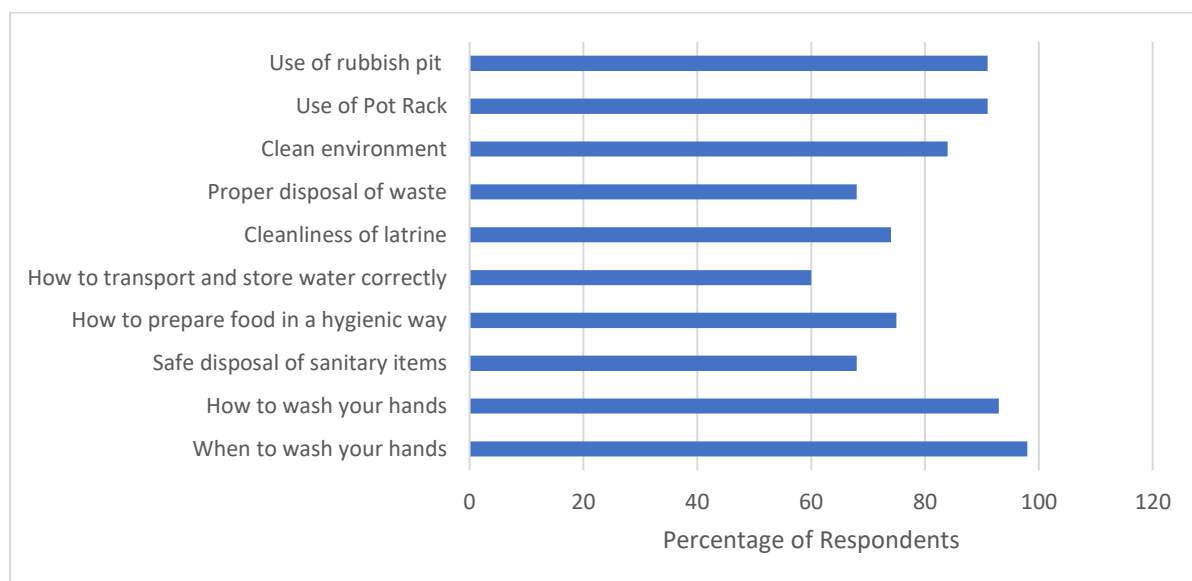 Use of rubbish pit
Use of Pot Rack
Clean environment
Proper disposal of waste
Cleanliness of latrine
How to transport and store water correctly
How to prepare food in a hygienic way
Safe disposal of sanitary items
How to wash your hands
When to wash your hands
0 20 40 60 80 100 120
Percentage of Respondents